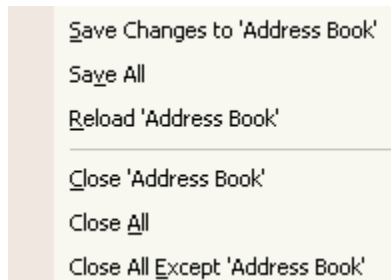 Save Changes to 'Address Book'
Save All
Reload 'Address Book'
Close 'Address Book'
Close All
Close All Except 'Address Book'